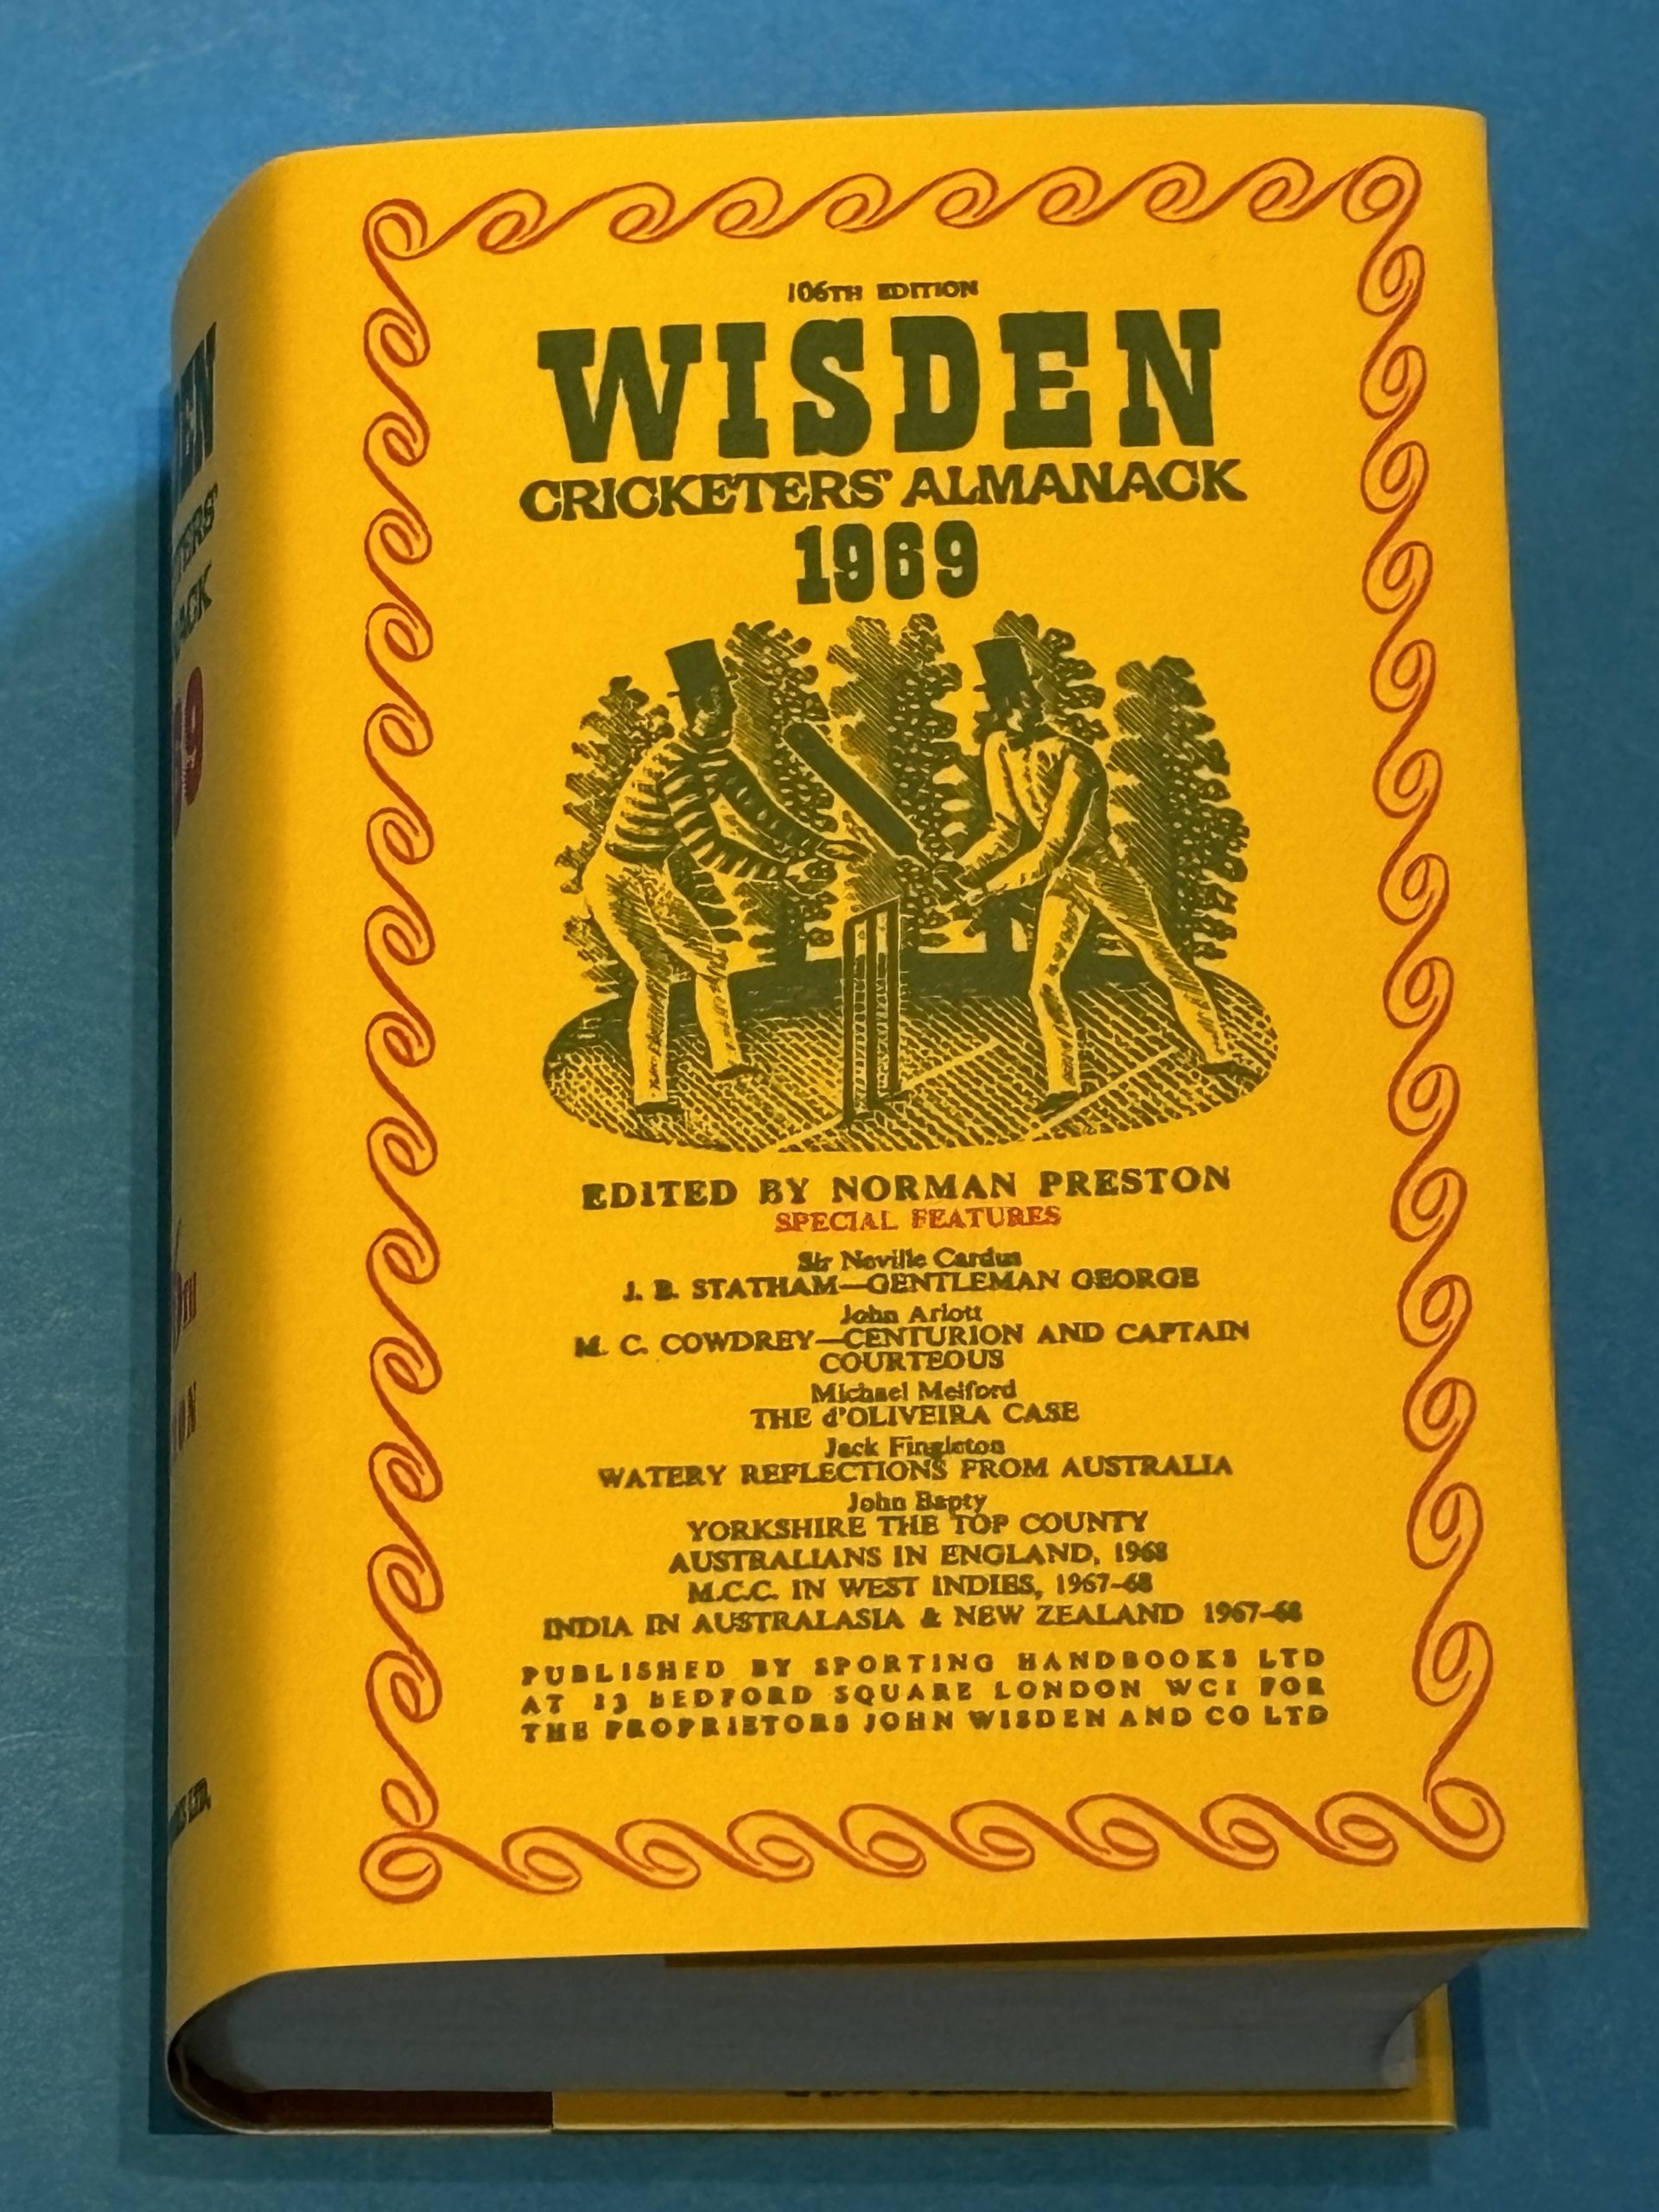 106TH EDITION
WISDEN
CRICKETERS' ALMANACK
1969
EDITED BY NORMAN PRESTON
SPECIAL FEATURES
Sir Neville Cardus
J. B. STATHAM—GENTLEMAN GEORGE
John Arlott
M. C. COWDREY—CENTURION AND CAPTAIN
COURTEOUS
Michael Melford
THE d'OLIVEIRA CASE
Jack Fingleton
WATERY REFLECTIONS FROM AUSTRALIA
John Bapty
YORKSHIRE THE TOP COUNTY
AUSTRALIANS IN ENGLAND, 1968
M.C.C. IN WEST INDIES, 1967–68
INDIA IN AUSTRALASIA & NEW ZEALAND 1967–68
PUBLISHED BY SPORTING HANDBOOKS LTD
AT 13 BEDFORD SQUARE LONDON WC1 FOR
THE PROPRIETORS JOHN WISDEN AND CO LTD